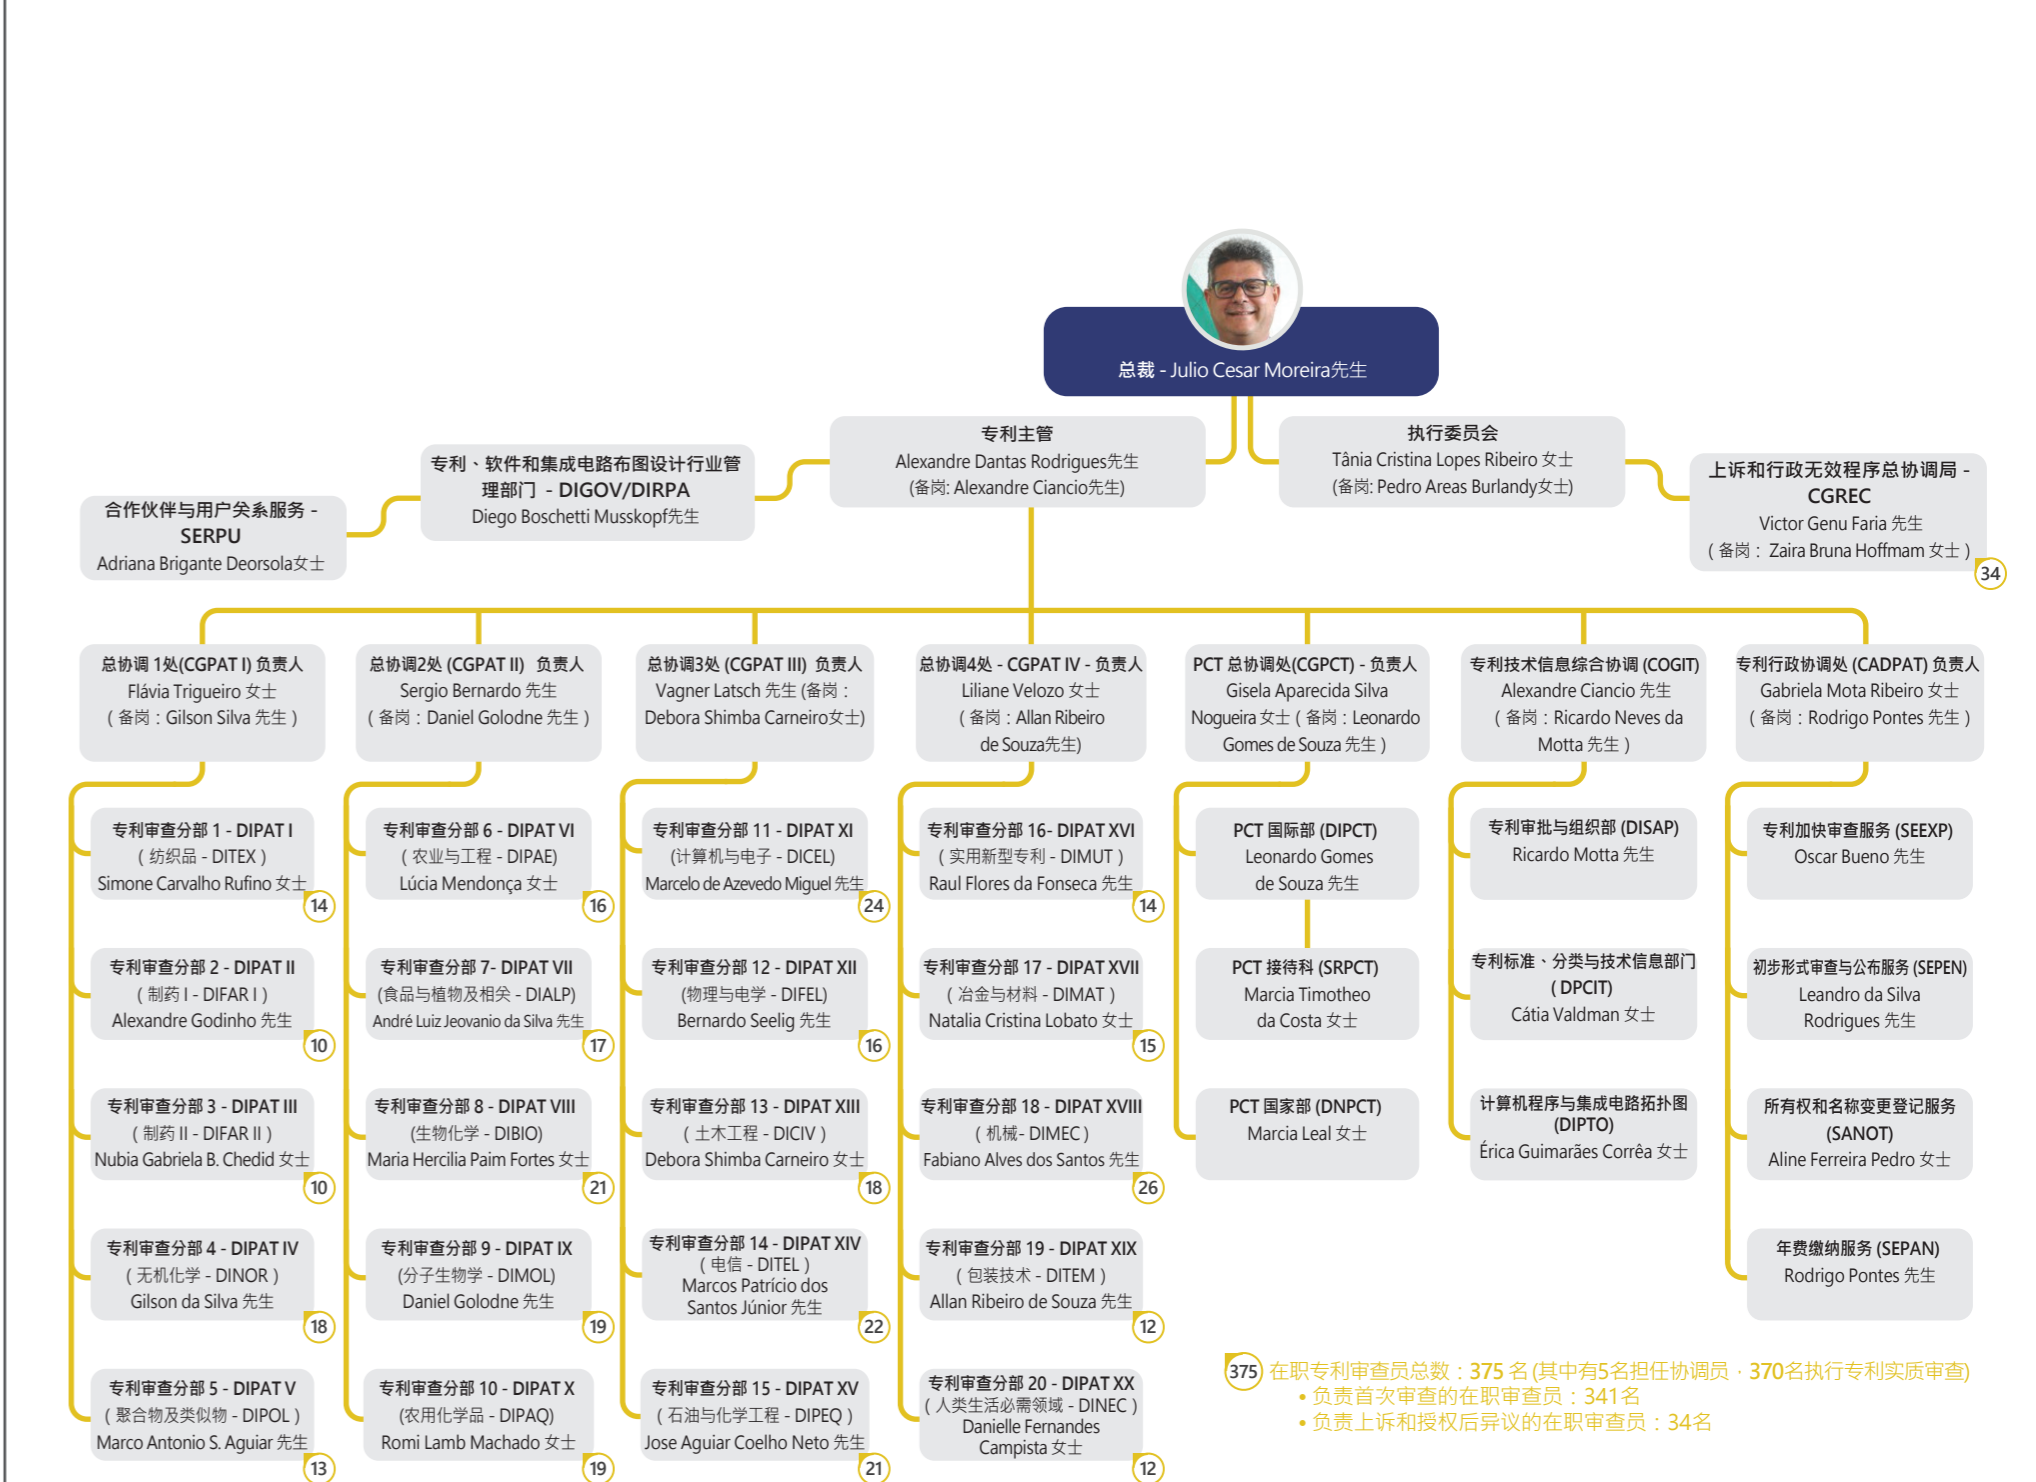 总裁 - Julio Cesar Moreira先生
专利主管
Alexandre Dantas Rodrigues先生
(备岗: Alexandre Ciancio先生)
执行委员会
Tânia Cristina Lopes Ribeiro 女士
(备岗: Pedro Areas Burlandy女士)
专利、软件和集成电路布图设计行业管
理部门 - DIGOV/DIRPA
Diego Boschetti Musskopf先生
合作伙伴与用户关系服务 -
SERPU
Adriana Brigante Deorsola女士
上诉和行政无效程序总协调局 -
CGREC
Victor Genu Faria 先生
( 备岗 : Zaira Bruna Hoffmam 女士 )
34
总协调 1处(CGPAT I) 负责人
Flávia Trigueiro 女士
( 备岗 : Gilson Silva 先生 )
总协调2处 (CGPAT II) 负责人
Sergio Bernardo 先生
( 备岗 : Daniel Golodne 先生 )
总协调3处 (CGPAT III) 负责人
Vagner Latsch 先生 (备岗 :
Debora Shimba Carneiro女士)
总协调4处 - CGPAT IV - 负责人
Liliane Velozo 女士
( 备岗 : Allan Ribeiro
de Souza先生)
PCT 总协调处(CGPCT) - 负责人
Gisela Aparecida Silva
Nogueira 女士 ( 备岗 : Leonardo
Gomes de Souza 先生 )
专利技术信息综合协调 (COGIT)
Alexandre Ciancio 先生
( 备岗 : Ricardo Neves da
Motta 先生 )
专利行政协调处 (CADPAT) 负责人
Gabriela Mota Ribeiro 女士
( 备岗 : Rodrigo Pontes 先生 )
专利审查分部 1 - DIPAT I
( 纺织品 - DITEX )
Simone Carvalho Rufino 女士
14
专利审查分部 2 - DIPAT II
( 制药 I - DIFAR I )
Alexandre Godinho 先生
10
专利审查分部 3 - DIPAT III
( 制药 II - DIFAR II )
Nubia Gabriela B. Chedid 女士
10
专利审查分部 4 - DIPAT IV
( 无机化学 - DINOR )
Gilson da Silva 先生
18
专利审查分部 5 - DIPAT V
( 聚合物及类似物 - DIPOL )
Marco Antonio S. Aguiar 先生
13
专利审查分部 6 - DIPAT VI
( 农业与工程 - DIPAE)
Lúcia Mendonça 女士
16
专利审查分部 7- DIPAT VII
(食品与植物及相关 - DIALP)
André Luiz Jeovanio da Silva 先生
17
专利审查分部 8 - DIPAT VIII
(生物化学 - DIBIO)
Maria Hercilia Paim Fortes 女士
21
专利审查分部 9 - DIPAT IX
(分子生物学 - DIMOL)
Daniel Golodne 先生
19
专利审查分部 10 - DIPAT X
(农用化学品 - DIPAQ)
Romi Lamb Machado 女士
19
专利审查分部 11 - DIPAT XI
(计算机与电子 - DICEL)
Marcelo de Azevedo Miguel 先生
24
专利审查分部 12 - DIPAT XII
(物理与电学 - DIFEL)
Bernardo Seelig 先生
16
专利审查分部 13 - DIPAT XIII
( 土木工程 - DICIV )
Debora Shimba Carneiro 女士
18
专利审查分部 14 - DIPAT XIV
( 电信 - DITEL )
Marcos Patrício dos
Santos Júnior 先生
22
专利审查分部 15 - DIPAT XV
( 石油与化学工程 - DIPEQ )
Jose Aguiar Coelho Neto 先生
21
专利审查分部 16- DIPAT XVI
( 实用新型专利 - DIMUT )
Raul Flores da Fonseca 先生
14
专利审查分部 17 - DIPAT XVII
( 冶金与材料 - DIMAT )
Natalia Cristina Lobato 女士
15
专利审查分部 18 - DIPAT XVIII
( 机械- DIMEC )
Fabiano Alves dos Santos 先生
26
专利审查分部 19 - DIPAT XIX
( 包装技术 - DITEM )
Allan Ribeiro de Souza 先生
12
专利审查分部 20 - DIPAT XX
( 人类生活必需领域 - DINEC )
Danielle Fernandes
Campista 女士
12
PCT 国际部 (DIPCT)
Leonardo Gomes
de Souza 先生
PCT 接待科 (SRPCT)
Marcia Timotheo
da Costa 女士
PCT 国家部 (DNPCT)
Marcia Leal 女士
专利审批与组织部 (DISAP)
Ricardo Motta 先生
专利标准、分类与技术信息部门
( DPCIT)
Cátia Valdman 女士
计算机程序与集成电路拓扑图
(DIPTO)
Érica Guimarães Corrêa 女士
专利加快审查服务 (SEEXP)
Oscar Bueno 先生
初步形式审查与公布服务 (SEPEN)
Leandro da Silva
Rodrigues 先生
所有权和名称变更登记服务
(SANOT)
Aline Ferreira Pedro 女士
年费缴纳服务 (SEPAN)
Rodrigo Pontes 先生
375 在职专利审查员总数 : 375 名 (其中有5名担任协调员 · 370名执行专利实质审查)
• 负责首次审查的在职审查员 : 341名
• 负责上诉和授权后异议的在职审查员 : 34名